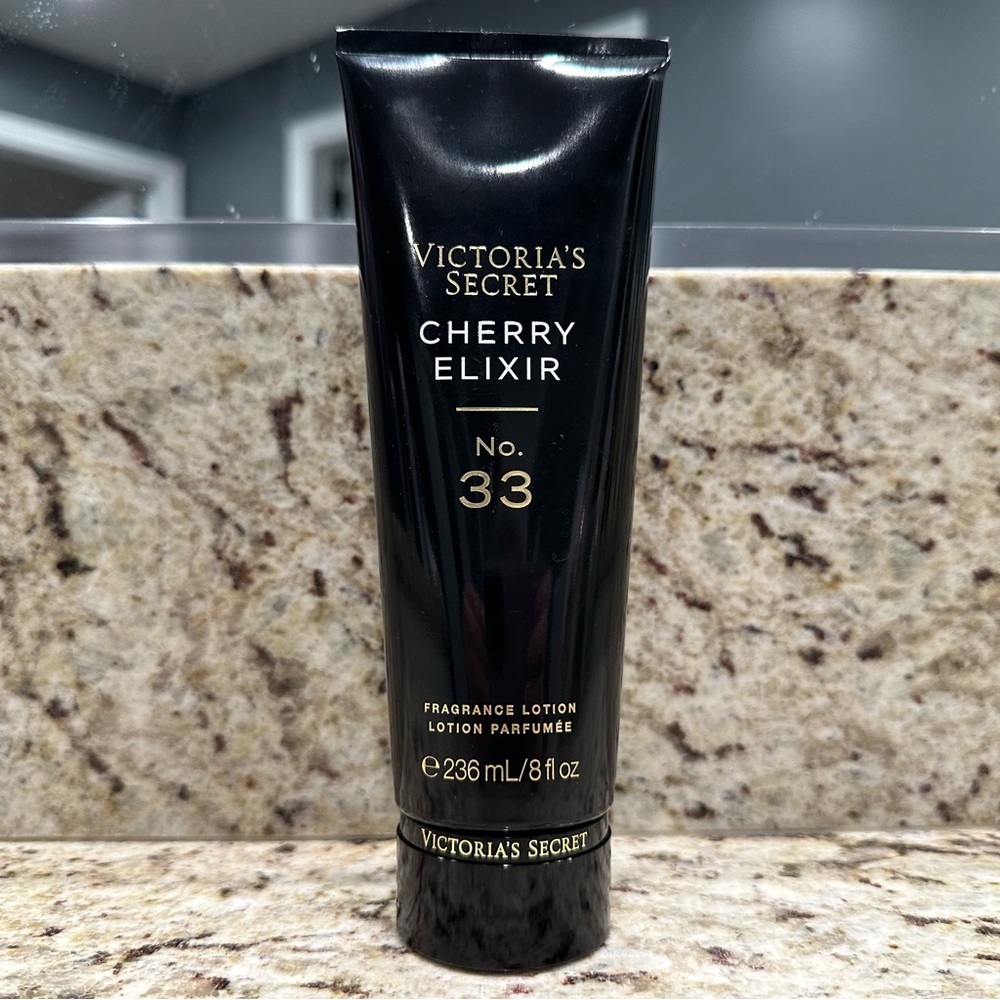 VICTORIA'S
SECRET
CHERRY
ELIXIR
No.
33
FRAGRANCE LOTION
LOTION PARFUMÉE
℮ 236 mL/8 fl oz
VICTORIA'S SECRET